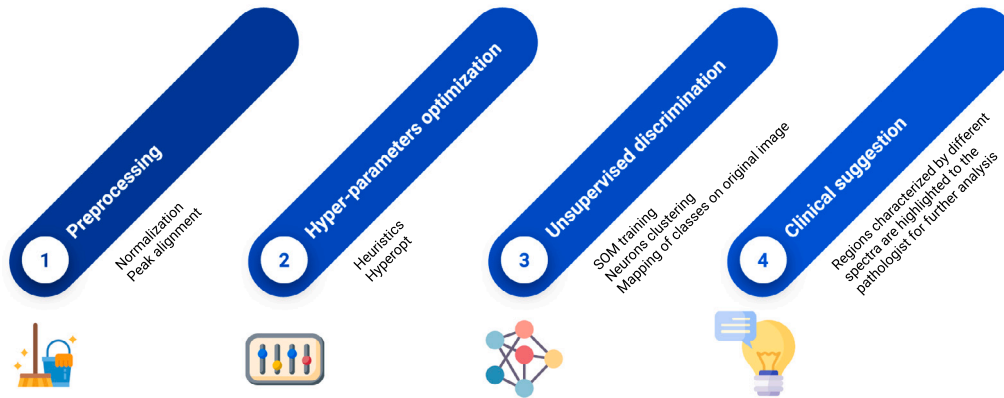 1
Preprocessing
Normalization
Peak alignment
2
Hyper-parameters optimization
Heuristics
Hyperopt
3
Unsupervised discrimination
SOM training
Neurons clustering
Mapping of classes on original image
4
Clinical suggestion
Regions characterized by different
spectra are highlighted to the
pathologist for further analysis